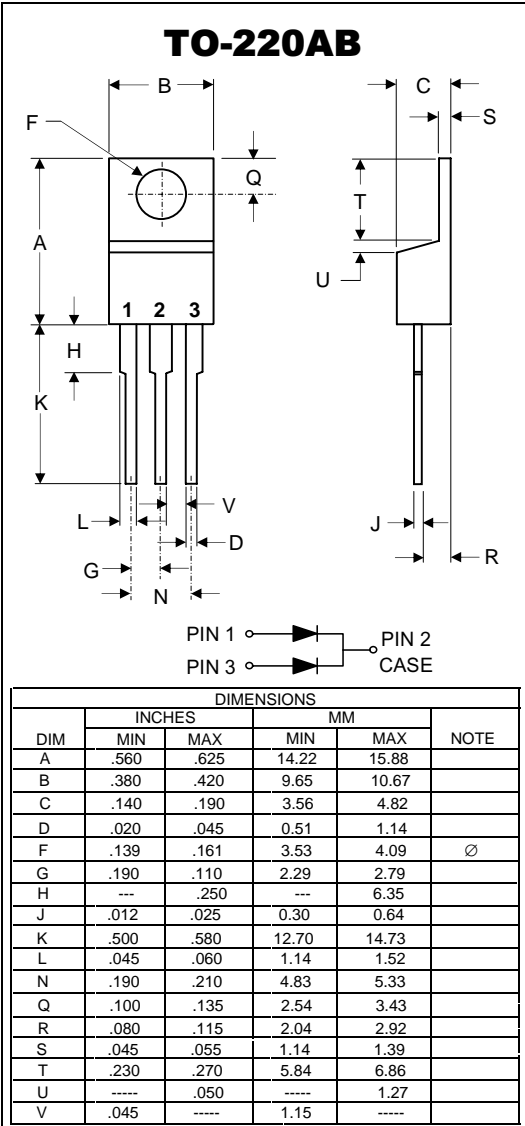 TO-220AB
B
C
S
F
Q
T
A
U
1 2 3
H
K
V
L
D
J
G
R
N
PIN 1
PIN 2
PIN 3
CASE
DIMENSIONS
INCHES MM
DIM MIN MAX MIN MAX NOTE
A .560 .625 14.22 15.88
B .380 .420 9.65 10.67
C .140 .190 3.56 4.82
D .020 .045 0.51 1.14
F .139 .161 3.53 4.09 ∅
G .190 .110 2.29 2.79
H --- .250 --- 6.35
J .012 .025 0.30 0.64
K .500 .580 12.70 14.73
L .045 .060 1.14 1.52
N .190 .210 4.83 5.33
Q .100 .135 2.54 3.43
R .080 .115 2.04 2.92
S .045 .055 1.14 1.39
T .230 .270 5.84 6.86
U ----- .050 ----- 1.27
V .045 ----- 1.15 -----